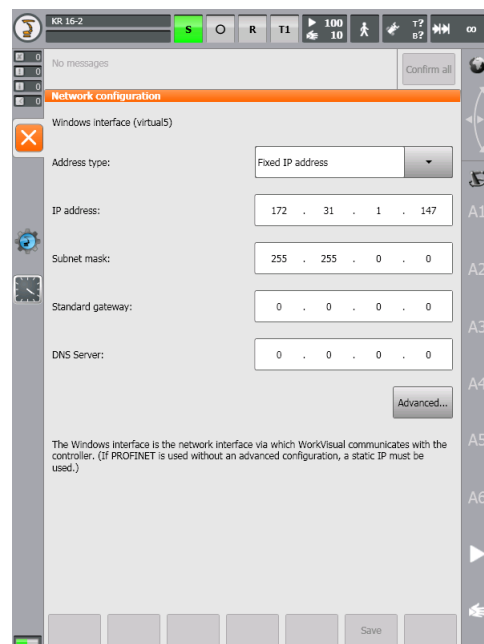 KR 16-2
S O R T1 100 10 T? B? ∞
0
0
0
0
No messages
Confirm all
Network configuration
Windows interface (virtual5)
Address type: Fixed IP address
IP address: 172 . 31 . 1 . 147
Subnet mask: 255 . 255 . 0 . 0
Standard gateway: 0 . 0 . 0 . 0
DNS Server: 0 . 0 . 0 . 0
Advanced...
The Windows interface is the network interface via which WorkVisual communicates with the
controller. (If PROFINET is used without an advanced configuration, a static IP must be
used.)
A1
A2
A3
A4
A5
A6
Save